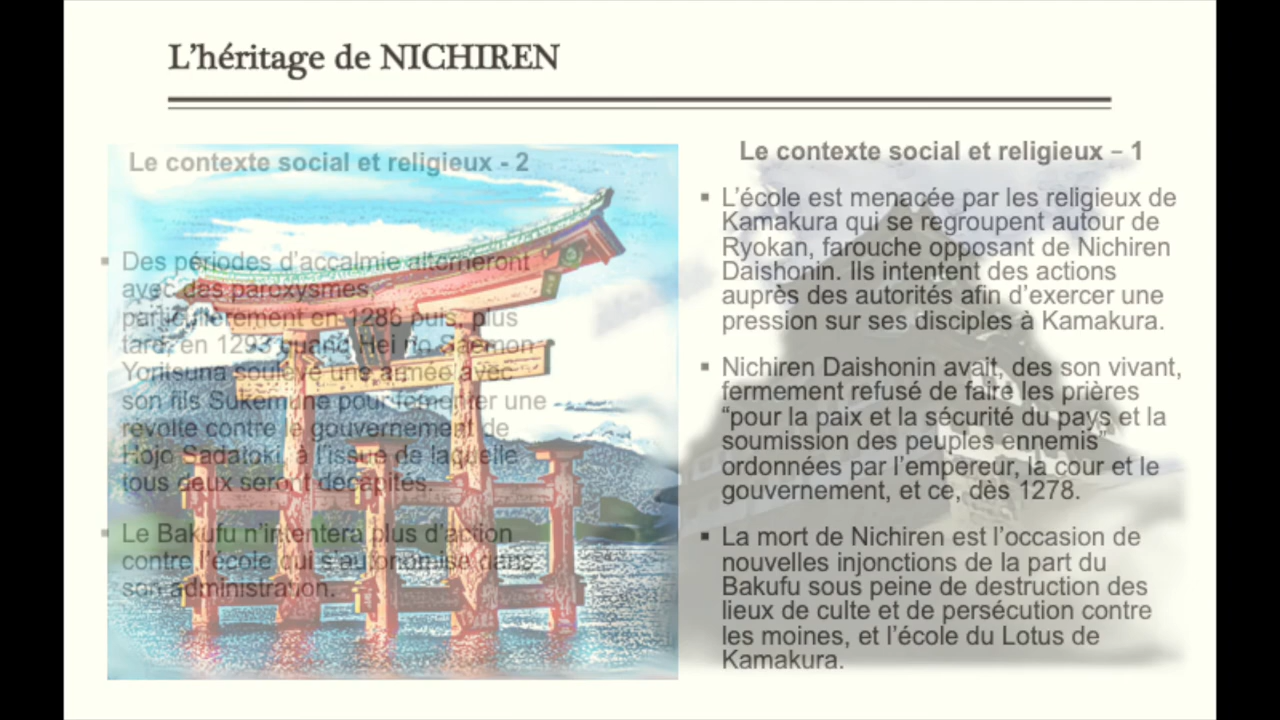 L'héritage de NICHIREN
Le contexte social et religieux - 2
Des périodes d'accalmie alterneront
avec des paroxysmes,
particulièrement en 1286 puis, plus
tard, en 1293 quand Hei no Saemon
Yoritsuna soulève une armée avec
son fils Sukemune pour fomenter une
révolte contre le gouvernement de
Hojo Sadatoki, à l'issue de laquelle
tous deux seront décapités.
Le Bakufu n'intentera plus d'action
contre l'école qui s'autonomise dans
son administration.
Le contexte social et religieux – 1
▪ L'école est menacée par les religieux de
Kamakura qui se regroupent autour de
Ryokan, farouche opposant de Nichiren
Daishonin. Ils intentent des actions
auprès des autorités afin d'exercer une
pression sur ses disciples à Kamakura.
▪ Nichiren Daishonin avait, des son vivant,
fermement refusé de faire les prières
“pour la paix et la sécurité du pays et la
soumission des peuples ennemis”
ordonnées par l'empereur, la cour et le
gouvernement, et ce, dès 1278.
▪ La mort de Nichiren est l'occasion de
nouvelles injonctions de la part du
Bakufu sous peine de destruction des
lieux de culte et de persécution contre
les moines, et l'école du Lotus de
Kamakura.